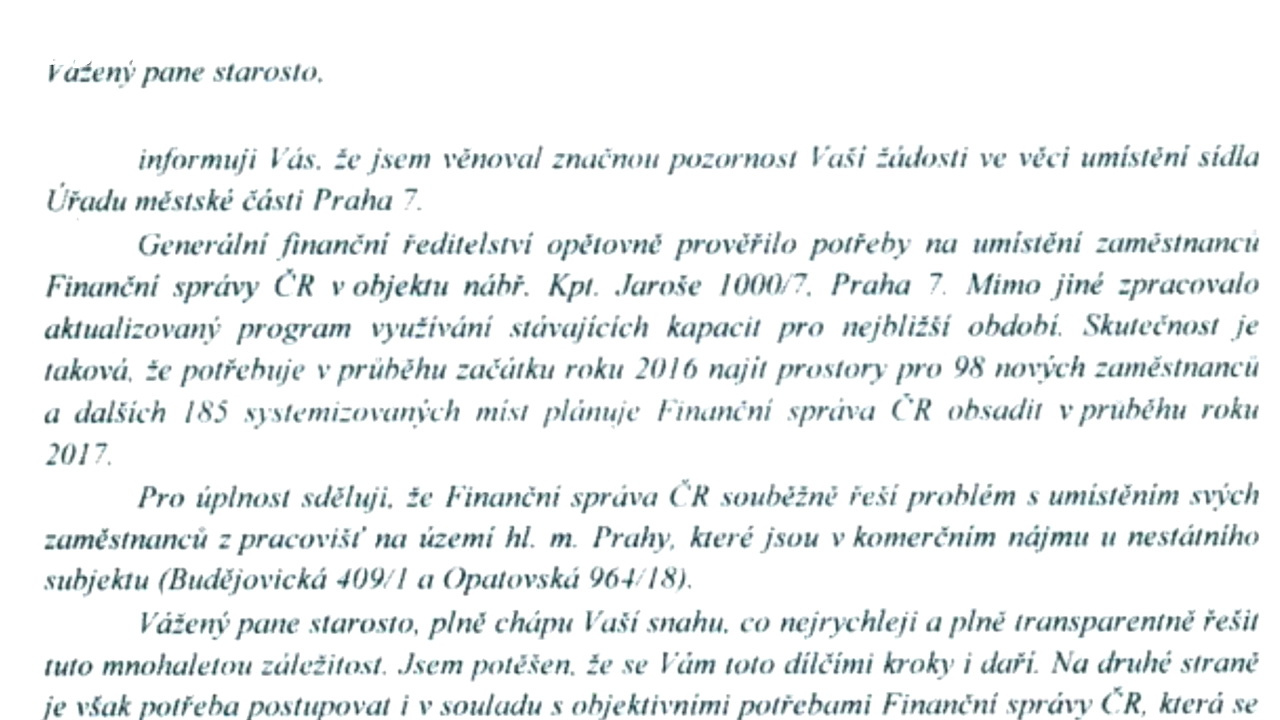 Vážený pane starosto,
informuji Vás, že jsem věnoval značnou pozornost Vaší žádosti ve věci umístění sídla
Úřadu městské části Praha 7.
Generální finanční ředitelství opětovně prověřilo potřeby na umístění zaměstnanců
Finanční správy ČR v objektu nábř. Kpt. Jaroše 1000/7, Praha 7. Mimo jiné zpracovalo
aktualizovaný program využívání stávajících kapacit pro nejbližší období. Skutečnost je
taková, že potřebuje v průběhu začátku roku 2016 najít prostory pro 98 nových zaměstnanců
a dalších 185 systemizovaných míst plánuje Finanční správa ČR obsadit v průběhu roku
2017.
Pro úplnost sděluji, že Finanční správa ČR souběžně řeší problém s umístěním svých
zaměstnanců z pracovišť na území hl. m. Prahy, které jsou v komerčním nájmu u nestátního
subjektu (Budějovická 409/1 a Opatovská 964/18).
Vážený pane starosto, plně chápu Vaší snahu, co nejrychleji a plně transparentně řešit
tuto mnohaletou záležitost. Jsem potěšen, že se Vám toto dílčími kroky i daří. Na druhé straně
je však potřeba postupovat i v souladu s objektivními potřebami Finanční správy ČR, která se